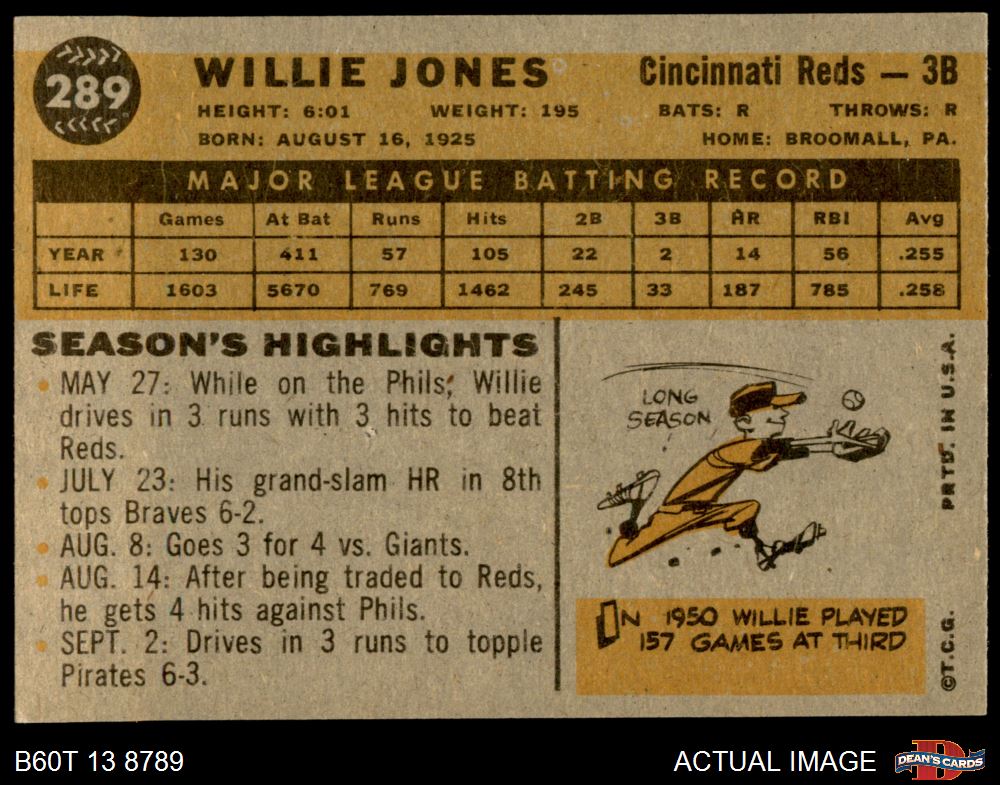 289
WILLIE JONES
Cincinnati Reds — 3B
HEIGHT: 6:01 WEIGHT: 195 BATS: R THROWS: R
BORN: AUGUST 16, 1925 HOME: BROOMALL, PA.
MAJOR LEAGUE BATTING RECORD
Games At Bat Runs Hits 2B 3B HR RBI Avg
YEAR 130 411 57 105 22 2 14 56 .255
LIFE 1603 5670 769 1462 245 33 187 785 .258
SEASON'S HIGHLIGHTS
• MAY 27: While on the Phils, Willie
drives in 3 runs with 3 hits to beat
Reds.
• JULY 23: His grand-slam HR in 8th
tops Braves 6-2.
• AUG. 8: Goes 3 for 4 vs. Giants.
• AUG. 14: After being traded to Reds,
he gets 4 hits against Phils.
• SEPT. 2: Drives in 3 runs to topple
Pirates 6-3.
LONG
SEASON
IN 1950 WILLIE PLAYED
157 GAMES AT THIRD
©T.C.G. PRTD. IN U.S.A.
B60T 13 8789
ACTUAL IMAGE
DEAN'S CARDS